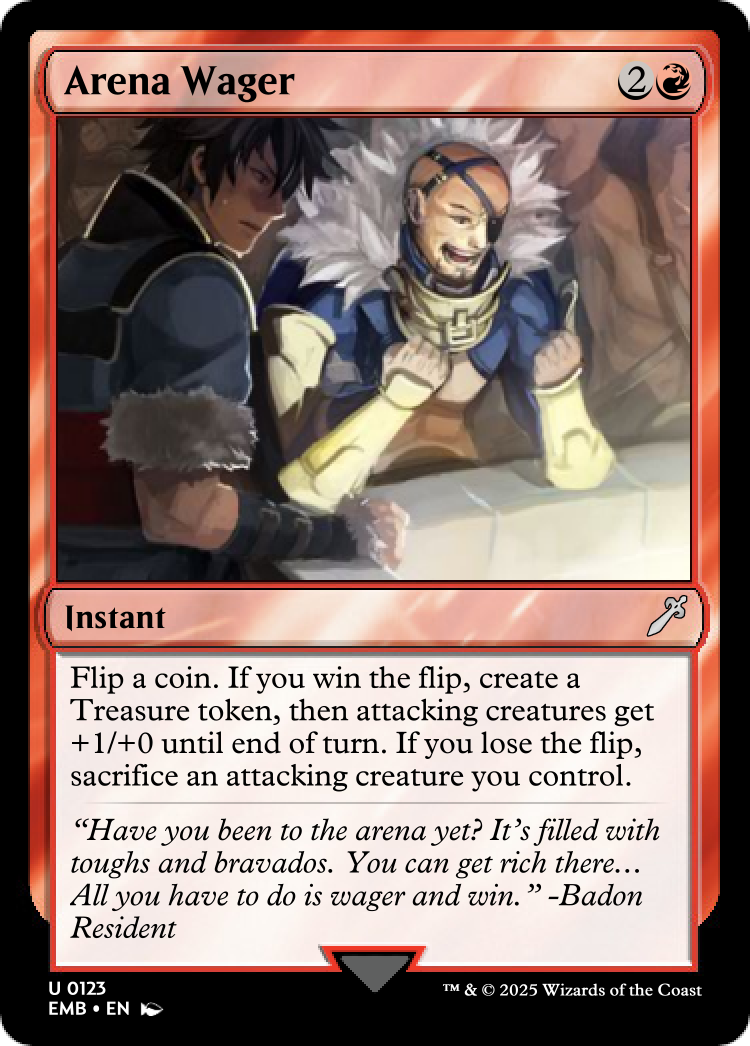 Arena Wager 2
Instant
Flip a coin. If you win the flip, create a
Treasure token, then attacking creatures get
+1/+0 until end of turn. If you lose the flip,
sacrifice an attacking creature you control.
“Have you been to the arena yet? It’s filled with
toughs and bravados. You can get rich there…
All you have to do is wager and win.” -Badon
Resident
U 0123
EMB • EN
™ & © 2025 Wizards of the Coast